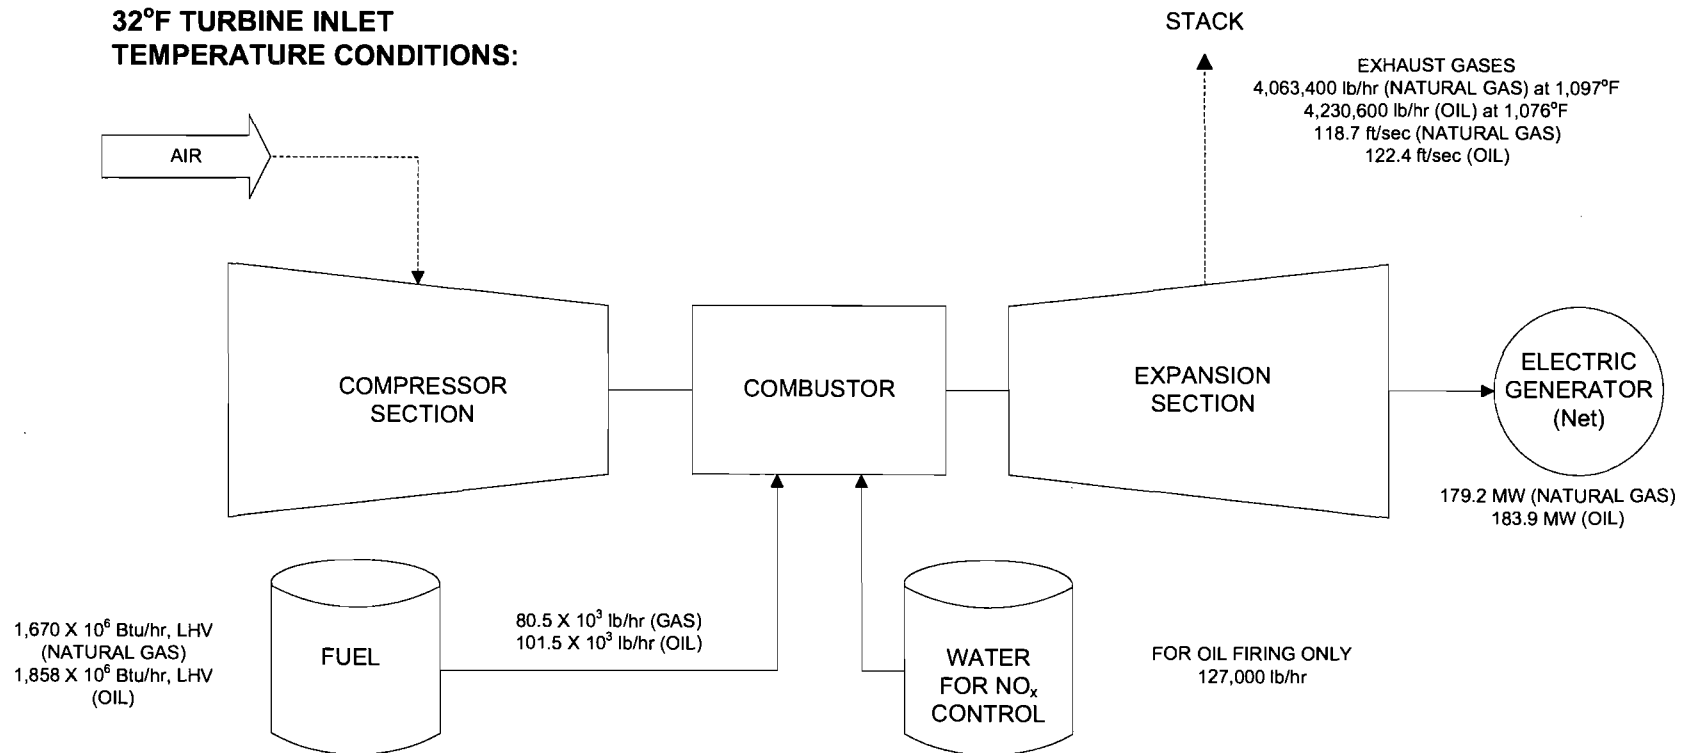 32°F TURBINE INLET
TEMPERATURE CONDITIONS:
STACK
EXHAUST GASES
4,063,400 lb/hr (NATURAL GAS) at 1,097°F
4,230,600 lb/hr (OIL) at 1,076°F
118.7 ft/sec (NATURAL GAS)
122.4 ft/sec (OIL)
AIR
COMPRESSOR
SECTION
COMBUSTOR
EXPANSION
SECTION
ELECTRIC
GENERATOR
(Net)
179.2 MW (NATURAL GAS)
183.9 MW (OIL)
1,670 X 10⁶ Btu/hr, LHV
(NATURAL GAS)
1,858 X 10⁶ Btu/hr, LHV
(OIL)
FUEL
80.5 X 10³ lb/hr (GAS)
101.5 X 10³ lb/hr (OIL)
WATER
FOR NOₓ
CONTROL
FOR OIL FIRING ONLY
127,000 lb/hr